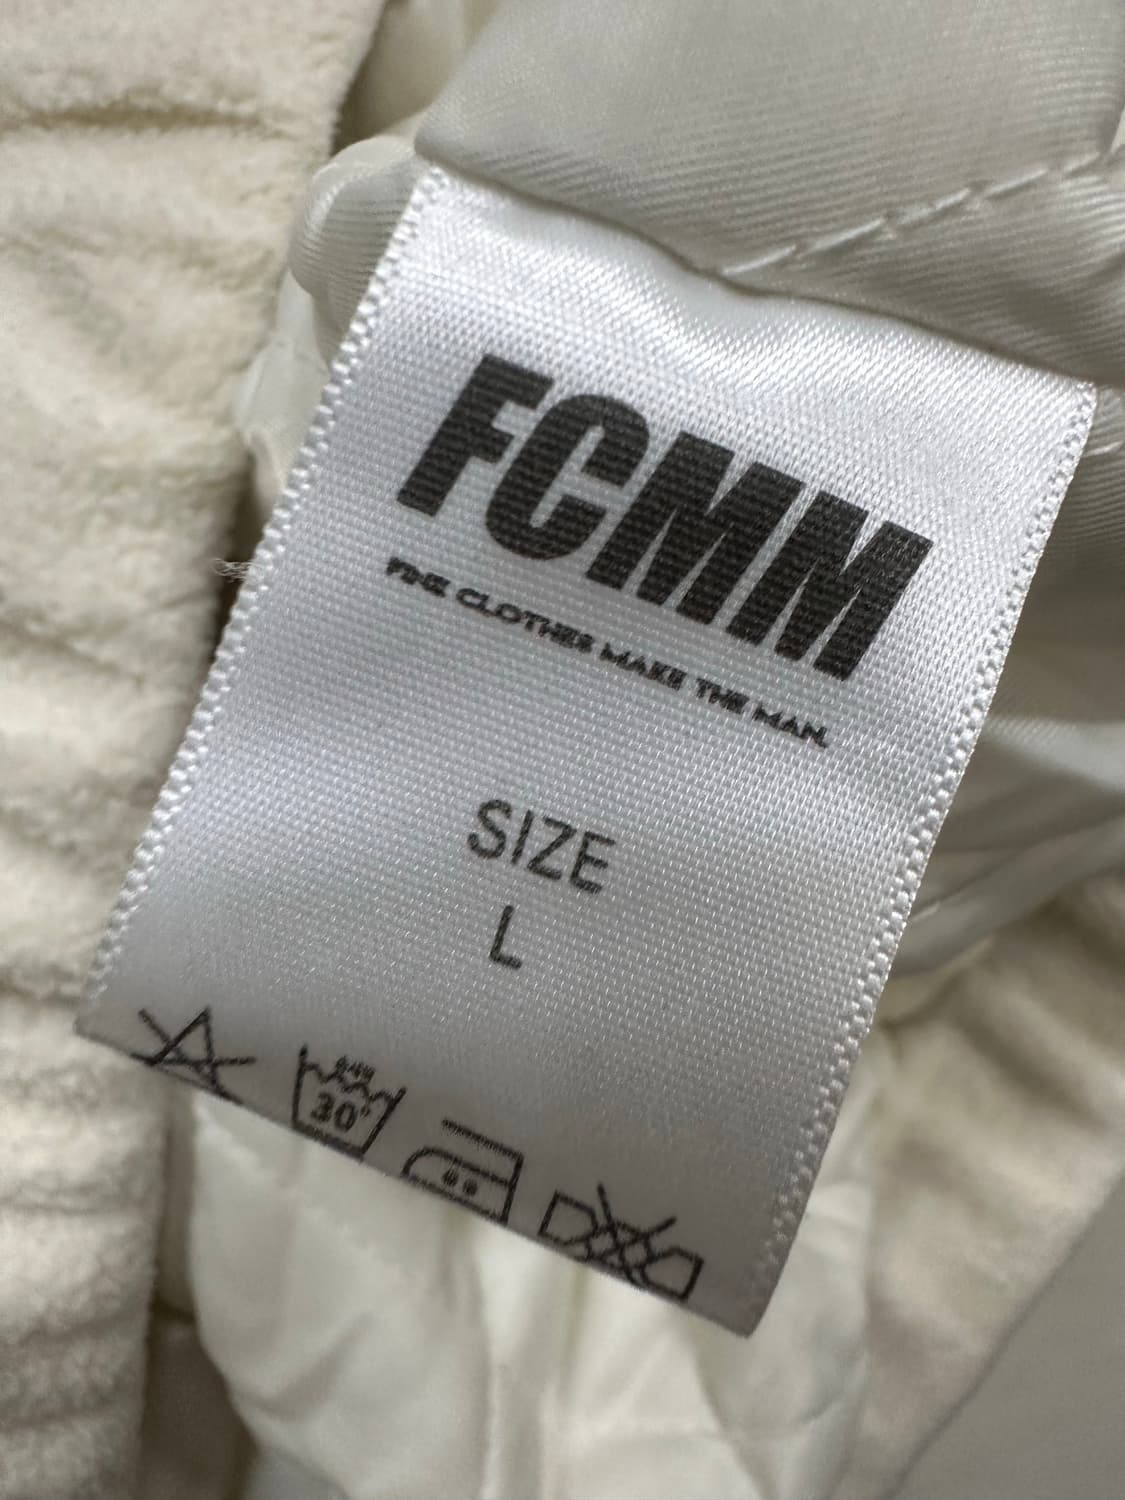 FCMM
FINE CLOTHES MAKE THE MAN.
SIZE
L
30°